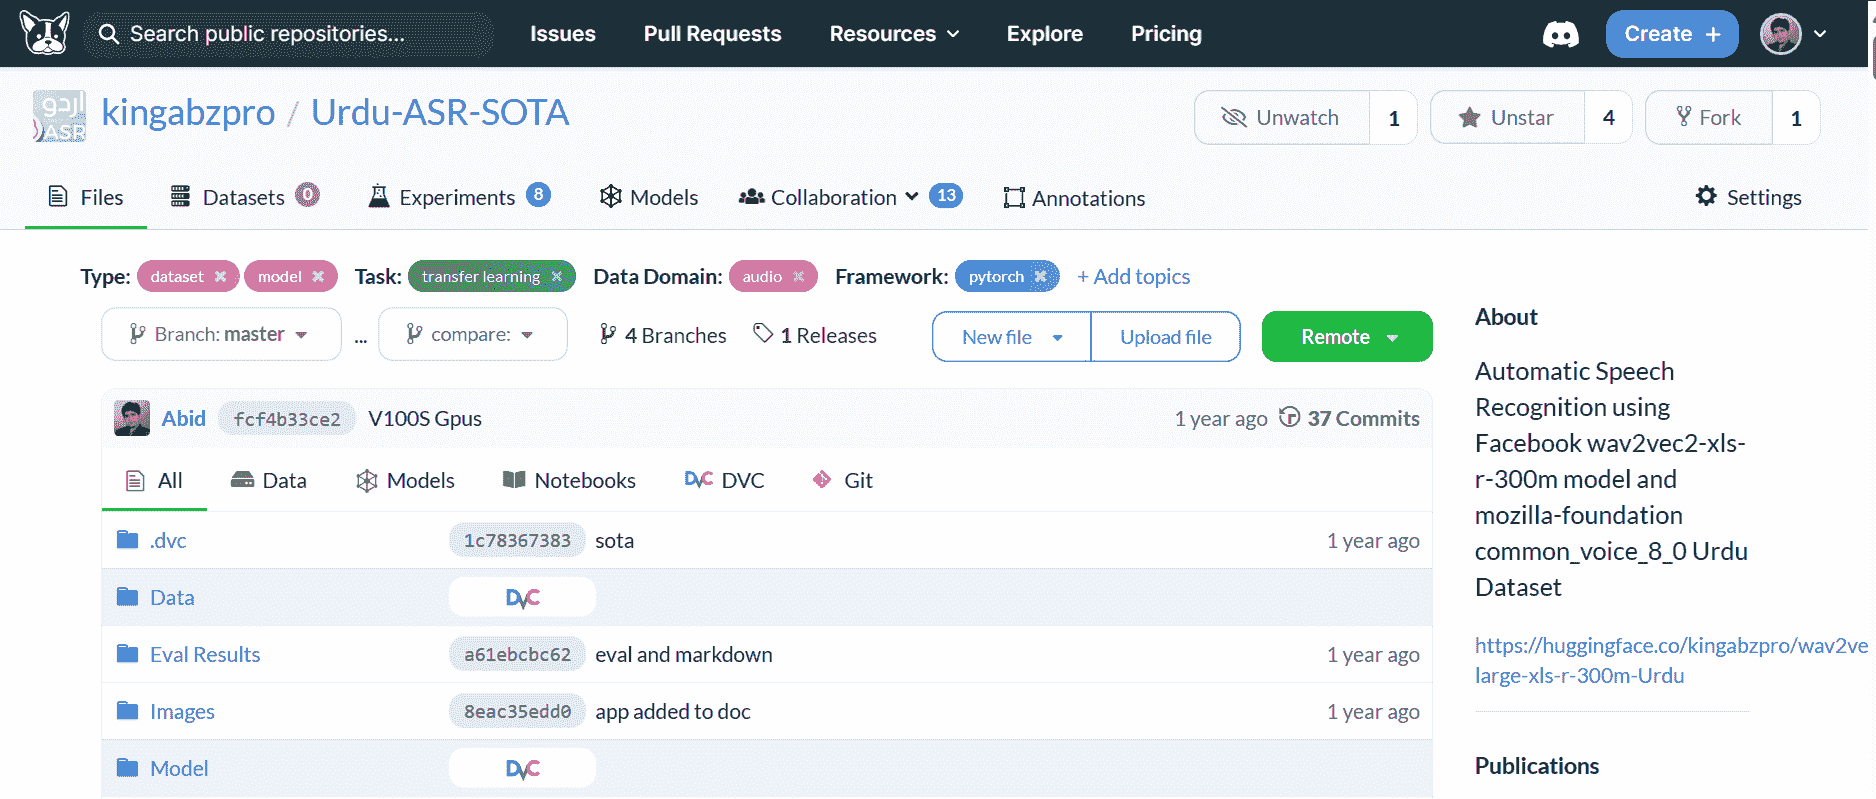 Search public repositories... Issues Pull Requests Resources Explore Pricing Create +
اردو
ASR
kingabzpro / Urdu-ASR-SOTA Unwatch 1 Unstar 4 Fork 1
Files Datasets 0 Experiments 8 Models Collaboration 13 Annotations Settings
Type: dataset × model × Task: transfer learning × Data Domain: audio × Framework: pytorch × + Add topics
Branch: master ... compare: 4 Branches 1 Releases New file Upload file Remote
Abid fcf4b33ce2 V100S Gpus 1 year ago 37 Commits
All Data Models Notebooks DVC DVC Git
.dvc 1c78367383 sota 1 year ago
Data DVC
Eval Results a61ebcbc62 eval and markdown 1 year ago
Images 8eac35edd0 app added to doc 1 year ago
Model DVC
About
Automatic Speech
Recognition using
Facebook wav2vec2-xls-
r-300m model and
mozilla-foundation
common_voice_8_0 Urdu
Dataset
https://huggingface.co/kingabzpro/wav2ve
large-xls-r-300m-Urdu
Publications